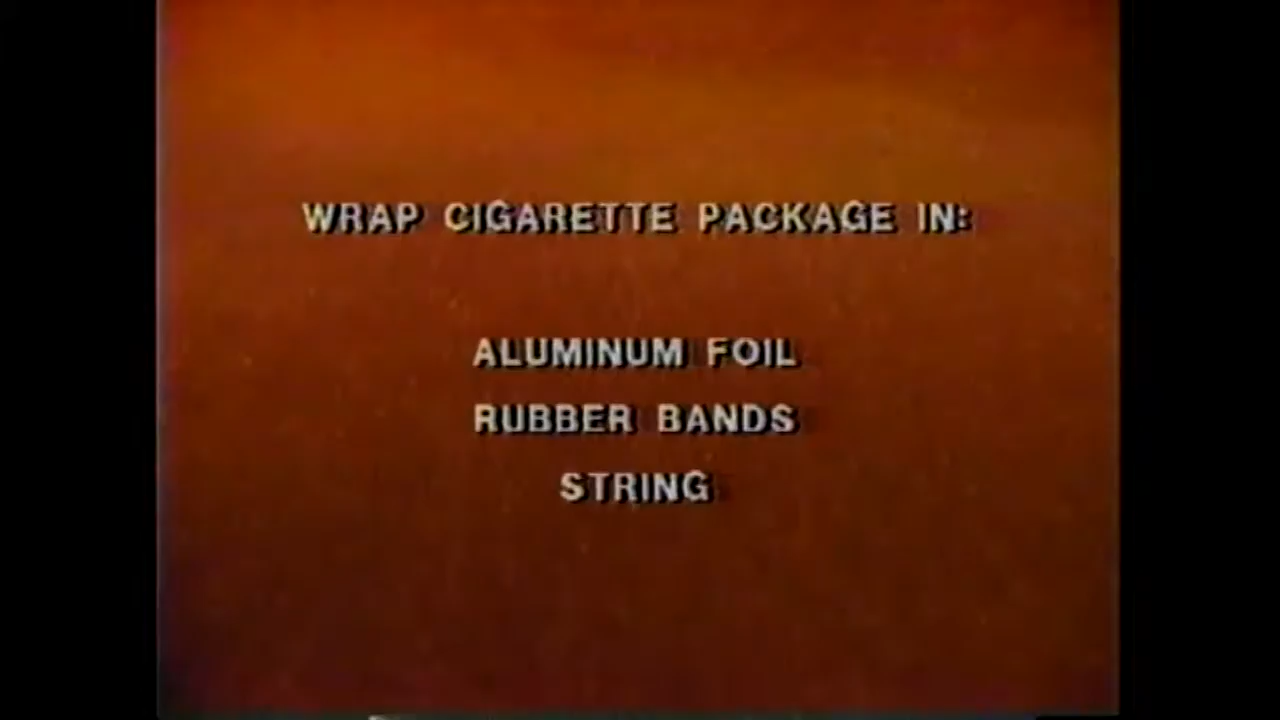 WRAP CIGARETTE PACKAGE IN:
ALUMINUM FOIL
RUBBER BANDS
STRING